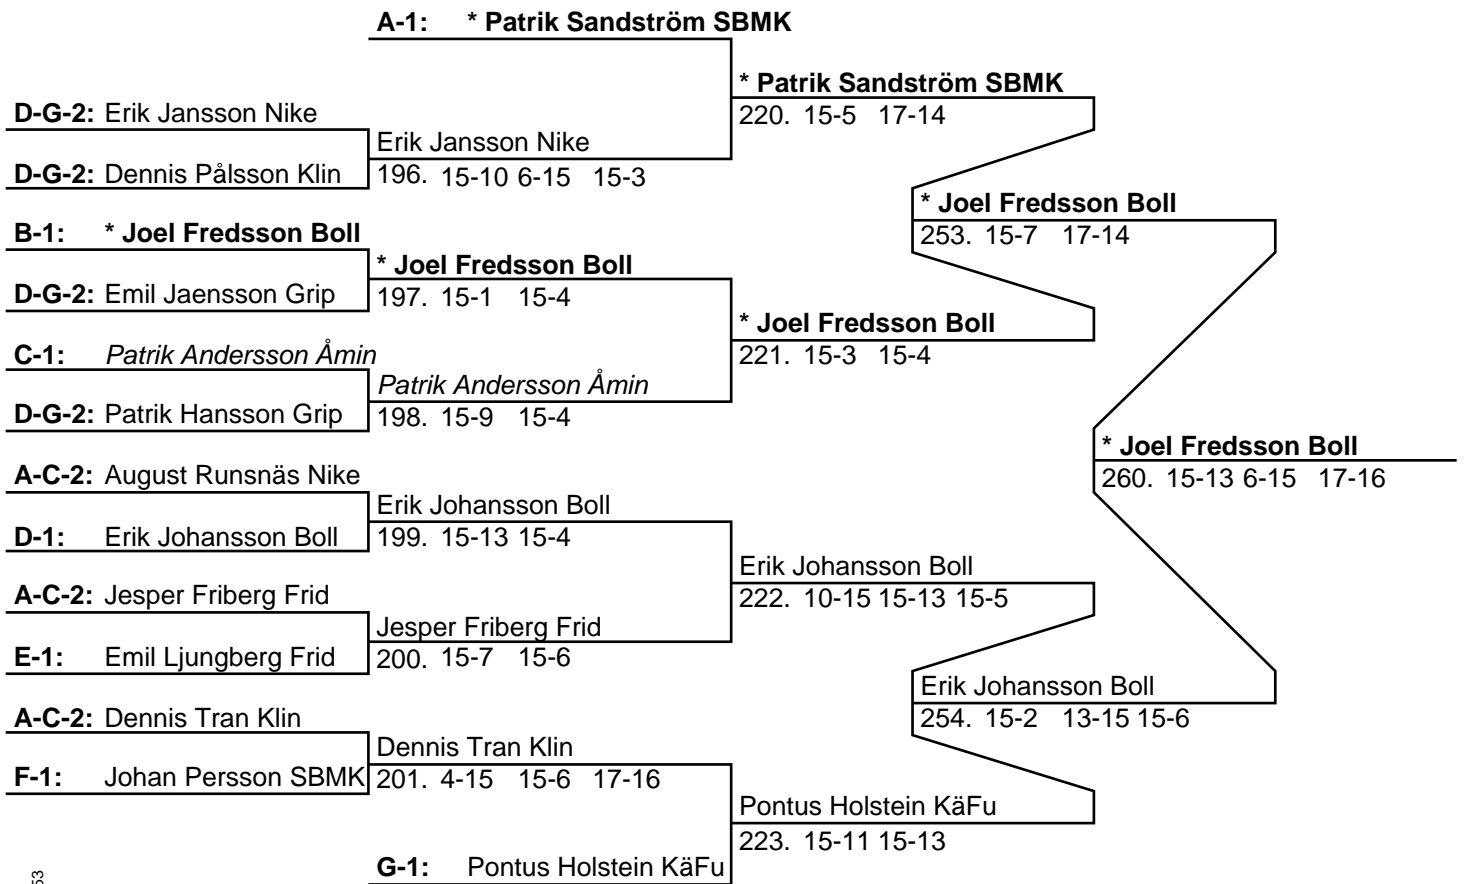 A-1: * Patrik Sandström SBMK
* Patrik Sandström SBMK
D-G-2: Erik Jansson Nike
220. 15-5 17-14
Erik Jansson Nike
D-G-2: Dennis Pålsson Klin
196. 15-10 6-15 15-3
* Joel Fredsson Boll
B-1: * Joel Fredsson Boll
253. 15-7 17-14
* Joel Fredsson Boll
D-G-2: Emil Jaensson Grip
197. 15-1 15-4
* Joel Fredsson Boll
C-1: Patrik Andersson Åmin
221. 15-3 15-4
Patrik Andersson Åmin
D-G-2: Patrik Hansson Grip
198. 15-9 15-4
* Joel Fredsson Boll
A-C-2: August Runsnäs Nike
260. 15-13 6-15 17-16
Erik Johansson Boll
D-1: Erik Johansson Boll
199. 15-13 15-4
Erik Johansson Boll
A-C-2: Jesper Friberg Frid
222. 10-15 15-13 15-5
Jesper Friberg Frid
E-1: Emil Ljungberg Frid
200. 15-7 15-6
Erik Johansson Boll
A-C-2: Dennis Tran Klin
254. 15-2 13-15 15-6
Dennis Tran Klin
F-1: Johan Persson SBMK
201. 4-15 15-6 17-16
Pontus Holstein KäFu
223. 15-11 15-13
G-1: Pontus Holstein KäFu